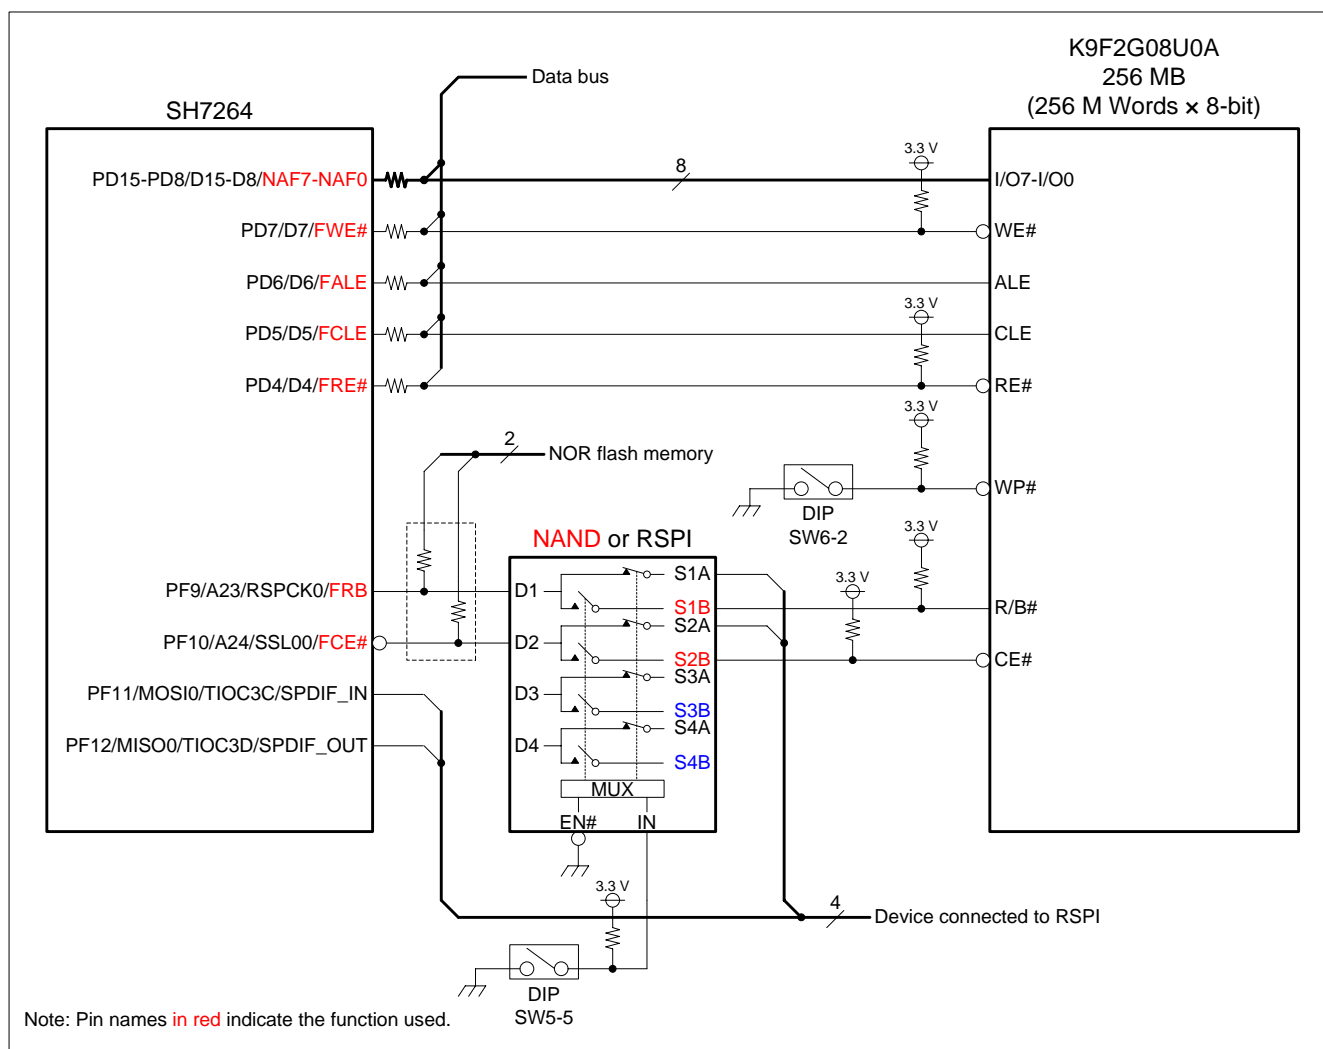 K9F2G08U0A
256 MB
(256 M Words × 8-bit)
SH7264
Data bus
3.3 V
PD15-PD8/D15-D8/NAF7-NAF0
8
I/O7-I/O0
PD7/D7/FWE#
WE#
PD6/D6/FALE
ALE
3.3 V
PD5/D5/FCLE
CLE
PD4/D4/FRE#
RE#
3.3 V
2
NOR flash memory
WP#
DIP
SW6-2
3.3 V
NAND or RSPI
S1A
3.3 V
PF9/A23/RSPCK0/FRB
D1
S1B
R/B#
S2A
PF10/A24/SSL00/FCE#
D2
S2B
CE#
S3A
PF11/MOSI0/TIOC3C/SPDIF_IN
D3
S3B
S4A
PF12/MISO0/TIOC3D/SPDIF_OUT
D4
S4B
MUX
EN#
IN
3.3 V
4
Device connected to RSPI
DIP
SW5-5
Note: Pin names in red indicate the function used.